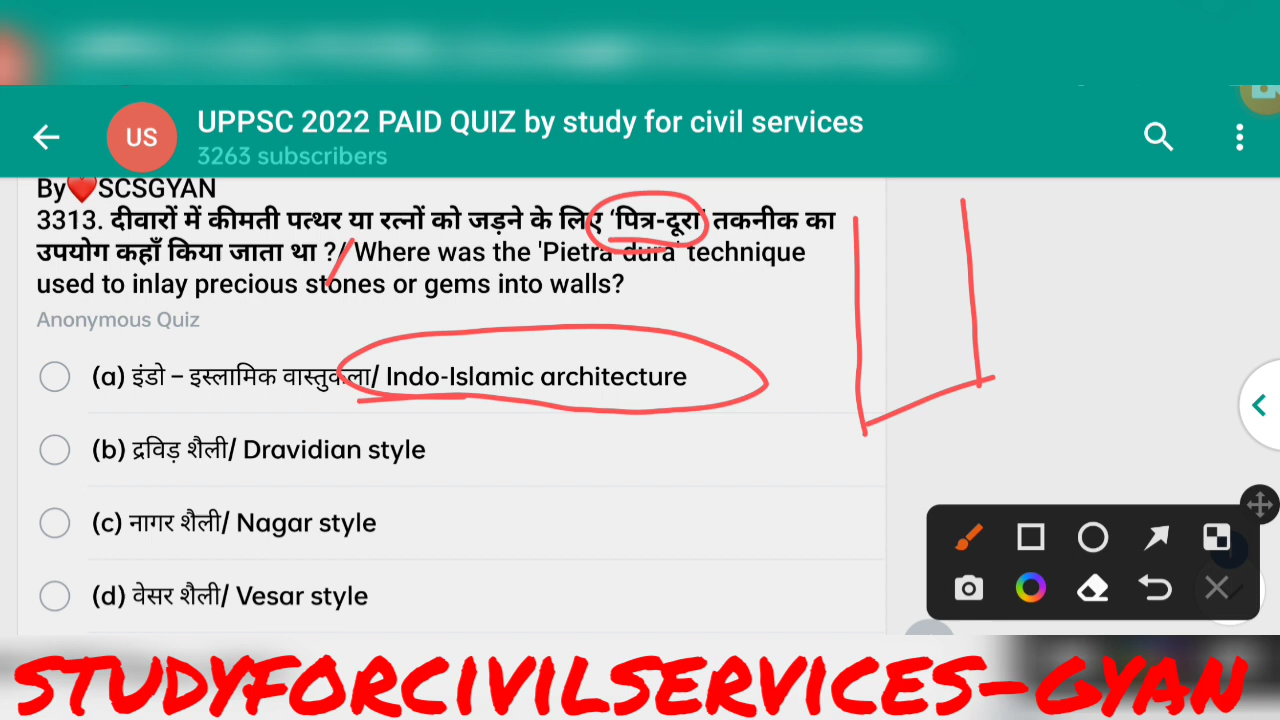 US
UPPSC 2022 PAID QUIZ by study for civil services
3263 subscribers
By❤️SCSGYAN
3313. दीवारों में कीमती पत्थर या रत्नों को जड़ने के लिए ‘पित्र-दूरा’ तकनीक का
उपयोग कहाँ किया जाता था ?/ Where was the 'Pietra-dura' technique
used to inlay precious stones or gems into walls?
Anonymous Quiz
(a) इंडो – इस्लामिक वास्तुकला/ Indo-Islamic architecture
(b) द्रविड़ शैली/ Dravidian style
(c) नागर शैली/ Nagar style
(d) वेसर शैली/ Vesar style
STUDYFORCIVILSERVICES-GYAN